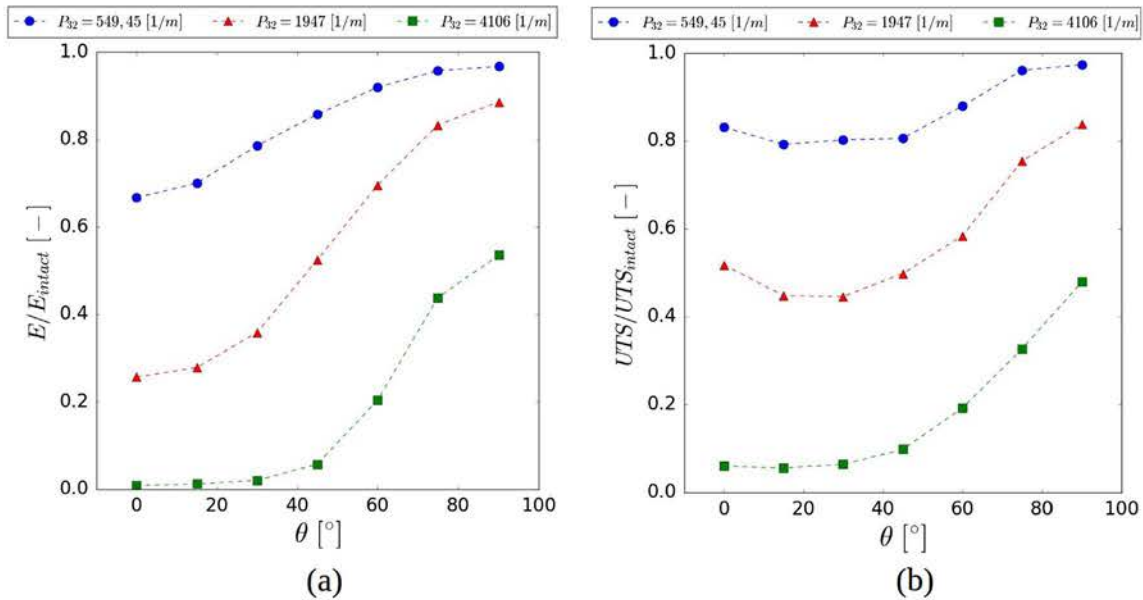 P32 = 549, 45 [1/m] P32 = 1947 [1/m] P32 = 4106 [1/m]
1.0
0.8
0.6
0.4
0.2
0.0
E/Eintact [−]
0 20 40 60 80 100
θ [°]
(a)
P32 = 549, 45 [1/m] P32 = 1947 [1/m] P32 = 4106 [1/m]
1.0
0.8
0.6
0.4
0.2
0.0
UTS/UTSintact [−]
0 20 40 60 80 100
θ [°]
(b)